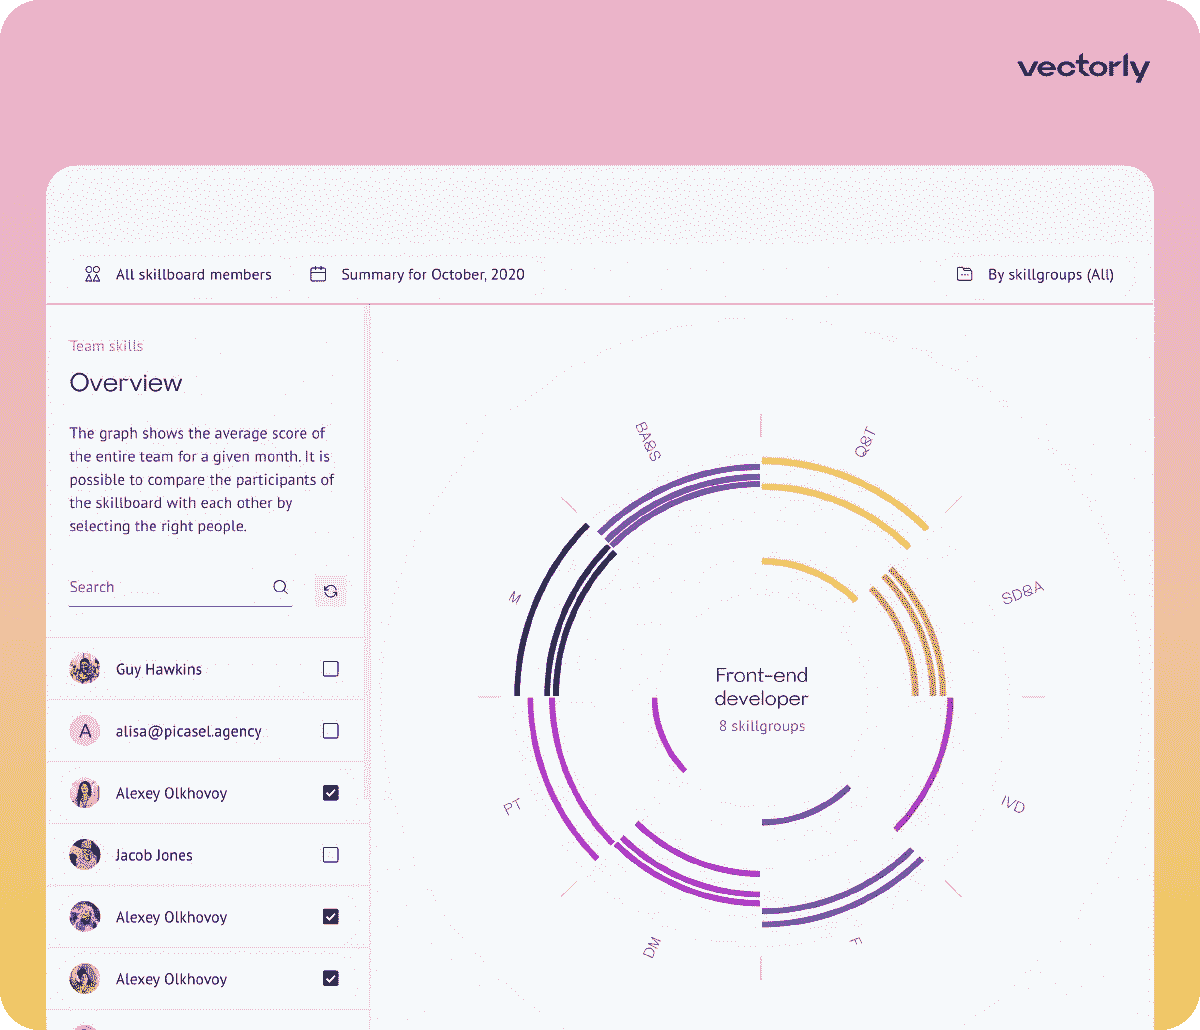 vectorly
All skillboard members
Summary for October, 2020
By skillgroups (All)
Team skills
Overview
The graph shows the average score of
the entire team for a given month. It is
possible to compare the participants of
the skillboard with each other by
selecting the right people.
Search
Guy Hawkins
A
alisa@picasel.agency
Alexey Olkhovoy
Jacob Jones
Alexey Olkhovoy
Alexey Olkhovoy
BA&S
Q&T
M
SD&A
Front-end
developer
8 skillgroups
PT
IVD
DM
F